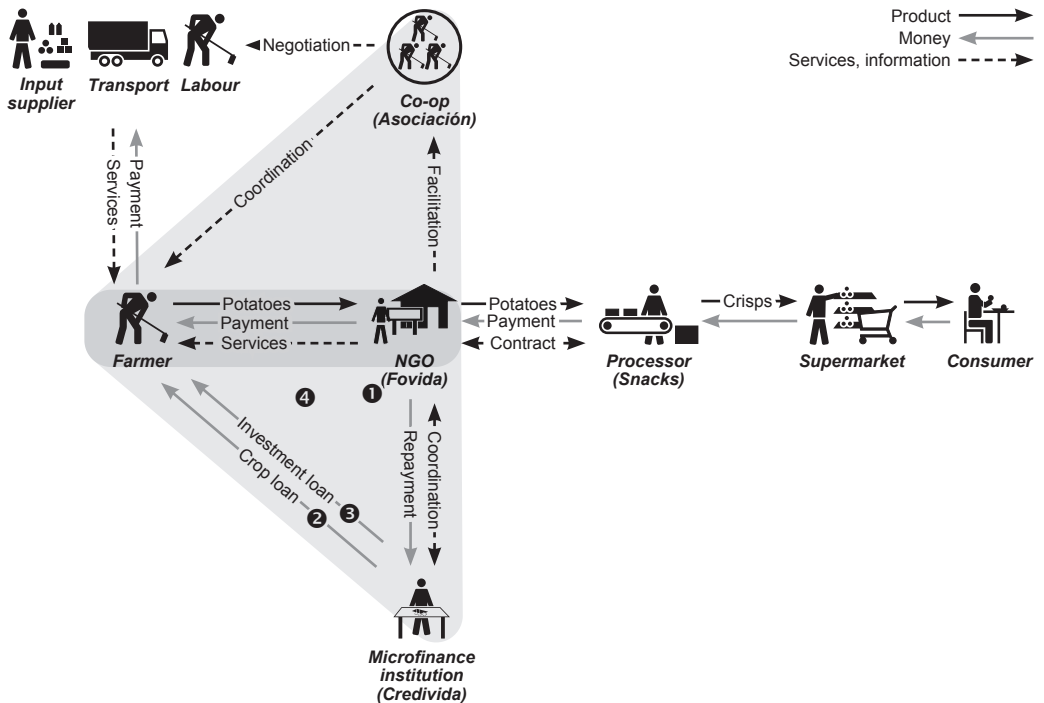 Product
Money
Services, information
Negotiation
Input
supplier
Transport
Labour
Co-op
(Asociación)
Services
Payment
Coordination
Facilitation
Potatoes
Payment
Services
Potatoes
Payment
Contract
Crisps
Farmer
NGO
(Fovida)
Processor
(Snacks)
Supermarket
Consumer
4
1
Investment loan
3
Crop loan
2
Repayment
Coordination
Microfinance
institution
(Credivida)